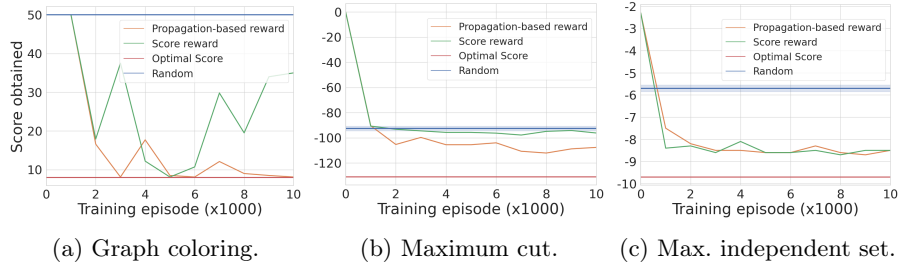 50
40
30
20
10
Score obtained
Propagation-based reward
Score reward
Optimal Score
Random
0 2 4 6 8 10
Training episode (x1000)
(a) Graph coloring.
0
-20
-40
-60
-80
-100
-120
Propagation-based reward
Score reward
Optimal Score
Random
0 2 4 6 8 10
Training episode (x1000)
(b) Maximum cut.
-2
-3
-4
-5
-6
-7
-8
-9
-10
Propagation-based reward
Score reward
Optimal Score
Random
0 2 4 6 8 10
Training episode (x1000)
(c) Max. independent set.